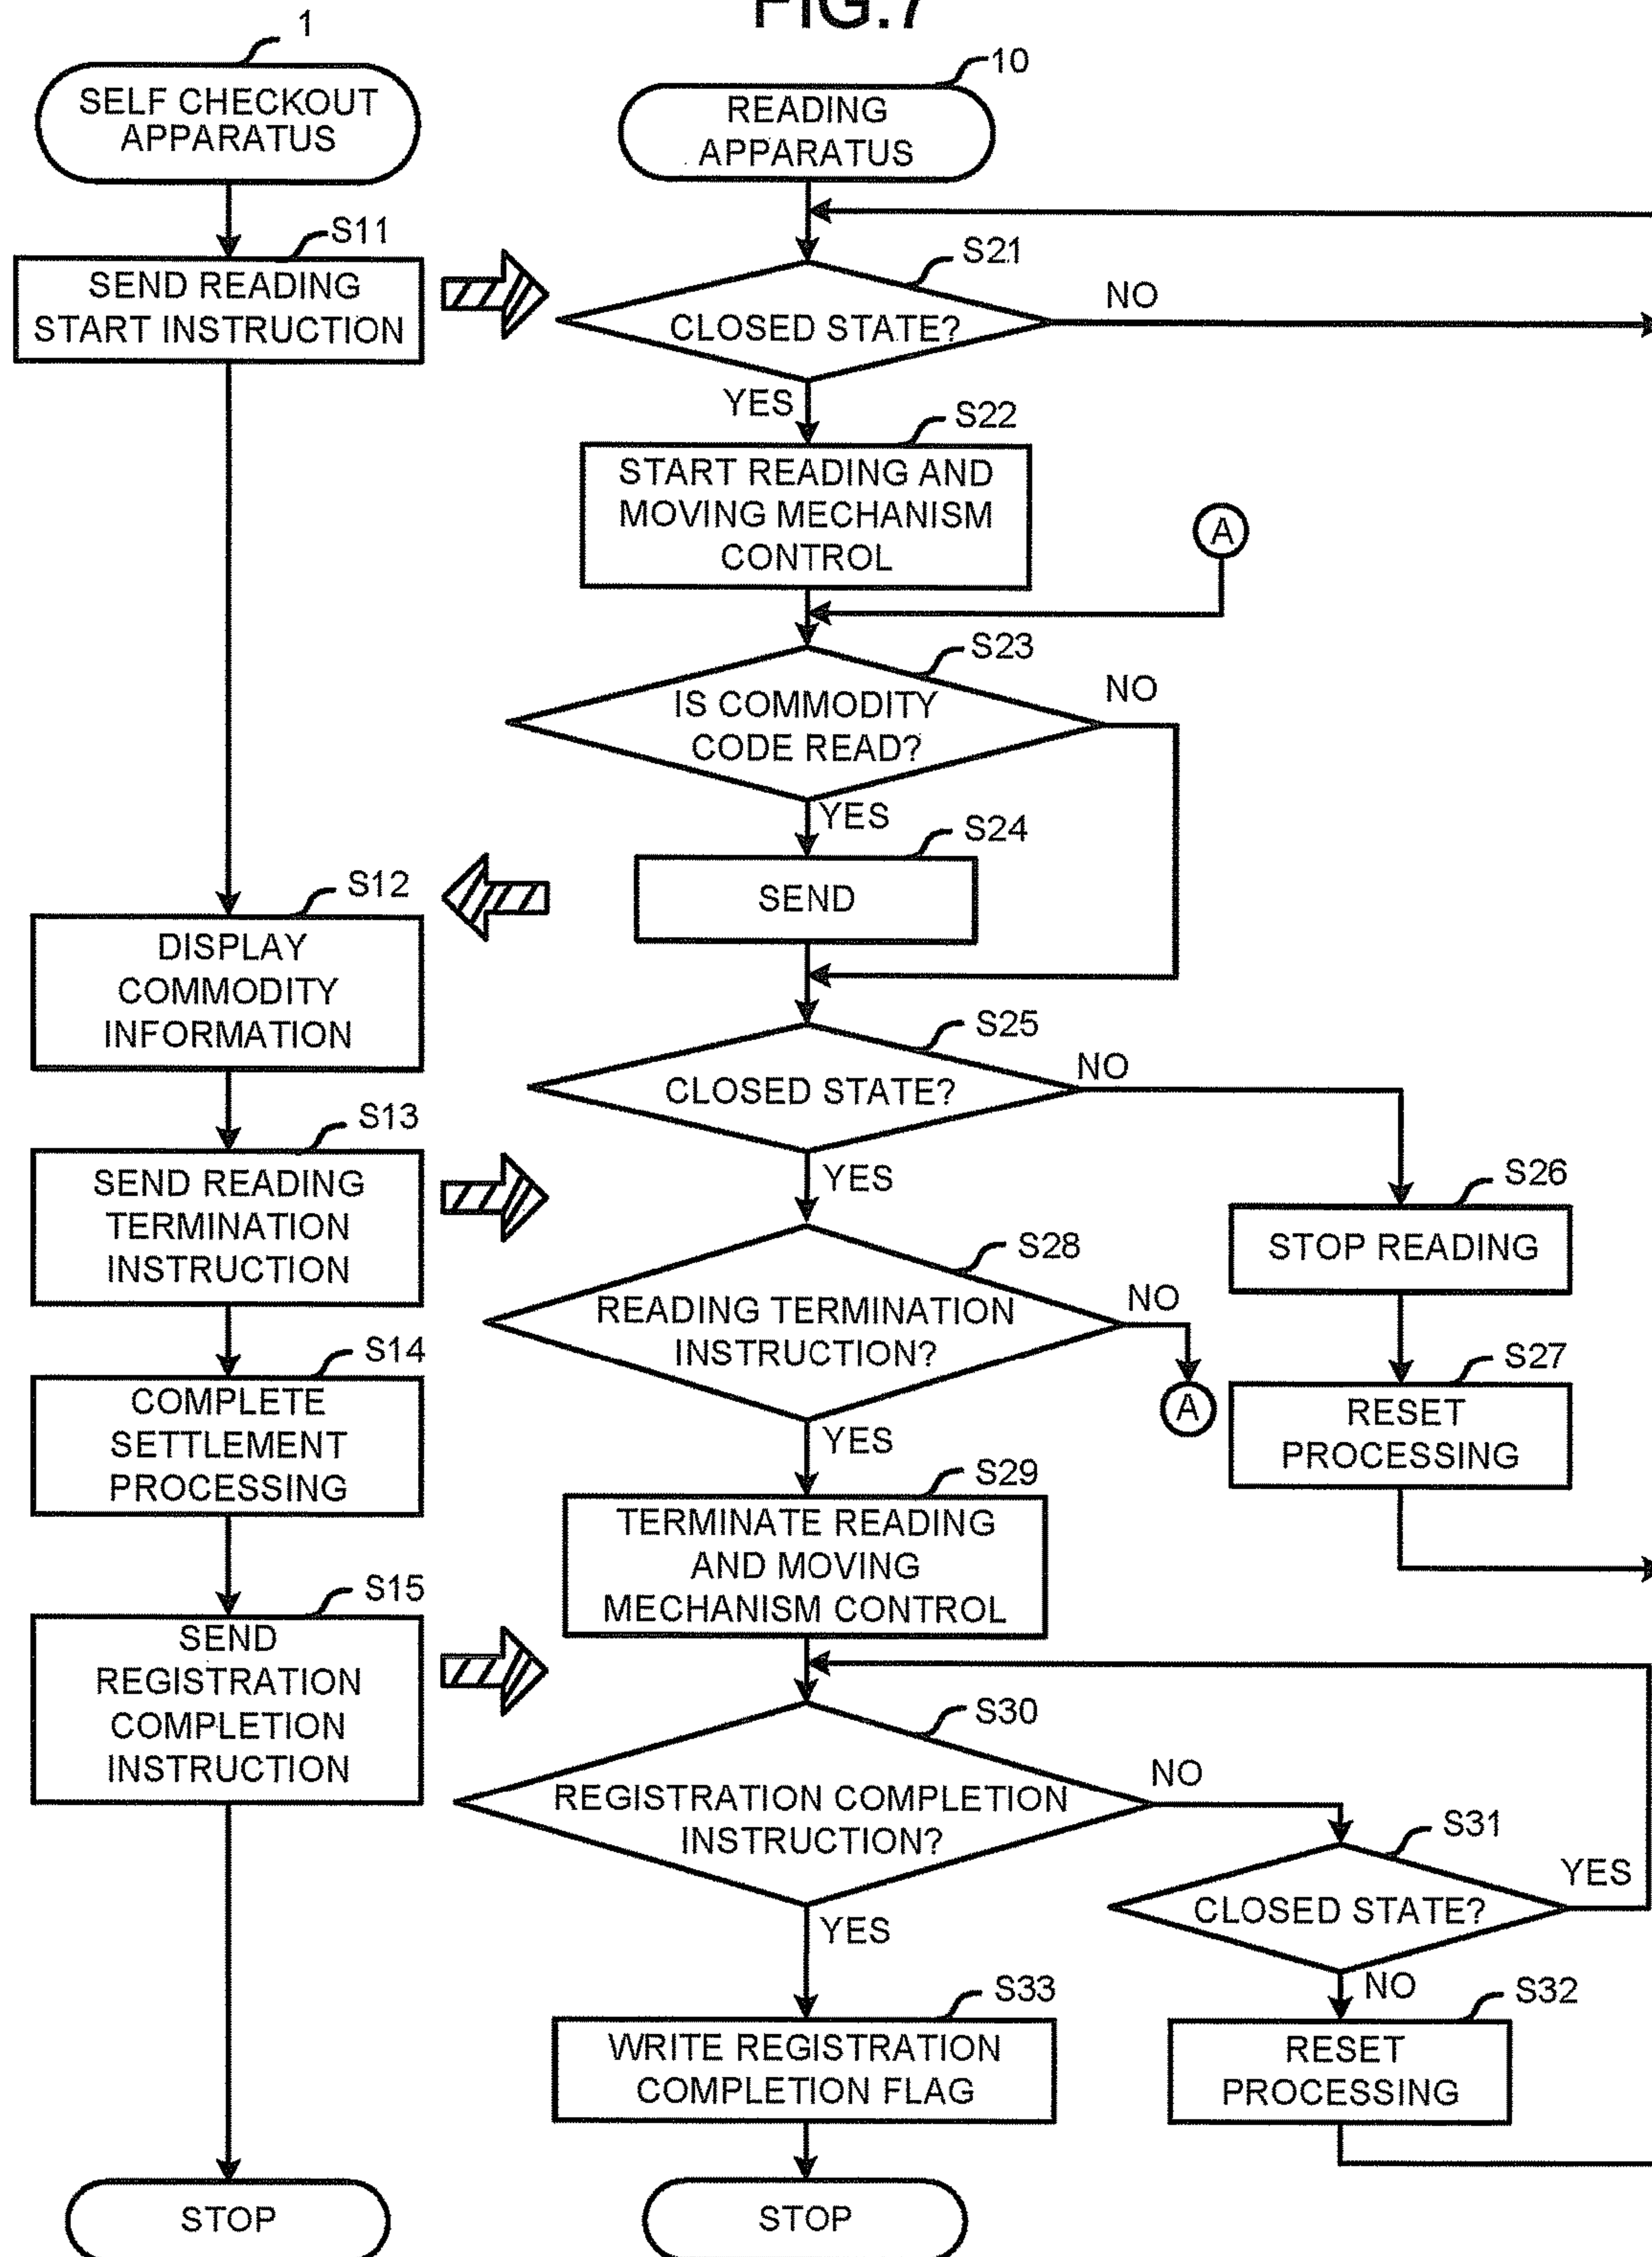 FIG.7
1
SELF CHECKOUT
APPARATUS
10
READING
APPARATUS
S11
SEND READING
START INSTRUCTION
S21
CLOSED STATE?
NO
YES
S22
START READING AND
MOVING MECHANISM
CONTROL
A
S23
IS COMMODITY
CODE READ?
NO
YES
S24
SEND
S12
DISPLAY
COMMODITY
INFORMATION
S25
CLOSED STATE?
NO
YES
S13
SEND READING
TERMINATION
INSTRUCTION
S26
STOP READING
S28
READING TERMINATION
INSTRUCTION?
NO
A
YES
S27
RESET
PROCESSING
S14
COMPLETE
SETTLEMENT
PROCESSING
S29
TERMINATE READING
AND MOVING
MECHANISM CONTROL
S15
SEND
REGISTRATION
COMPLETION
INSTRUCTION
S30
REGISTRATION COMPLETION
INSTRUCTION?
NO
YES
S31
CLOSED STATE?
YES
NO
S33
WRITE REGISTRATION
COMPLETION FLAG
S32
RESET
PROCESSING
STOP
STOP